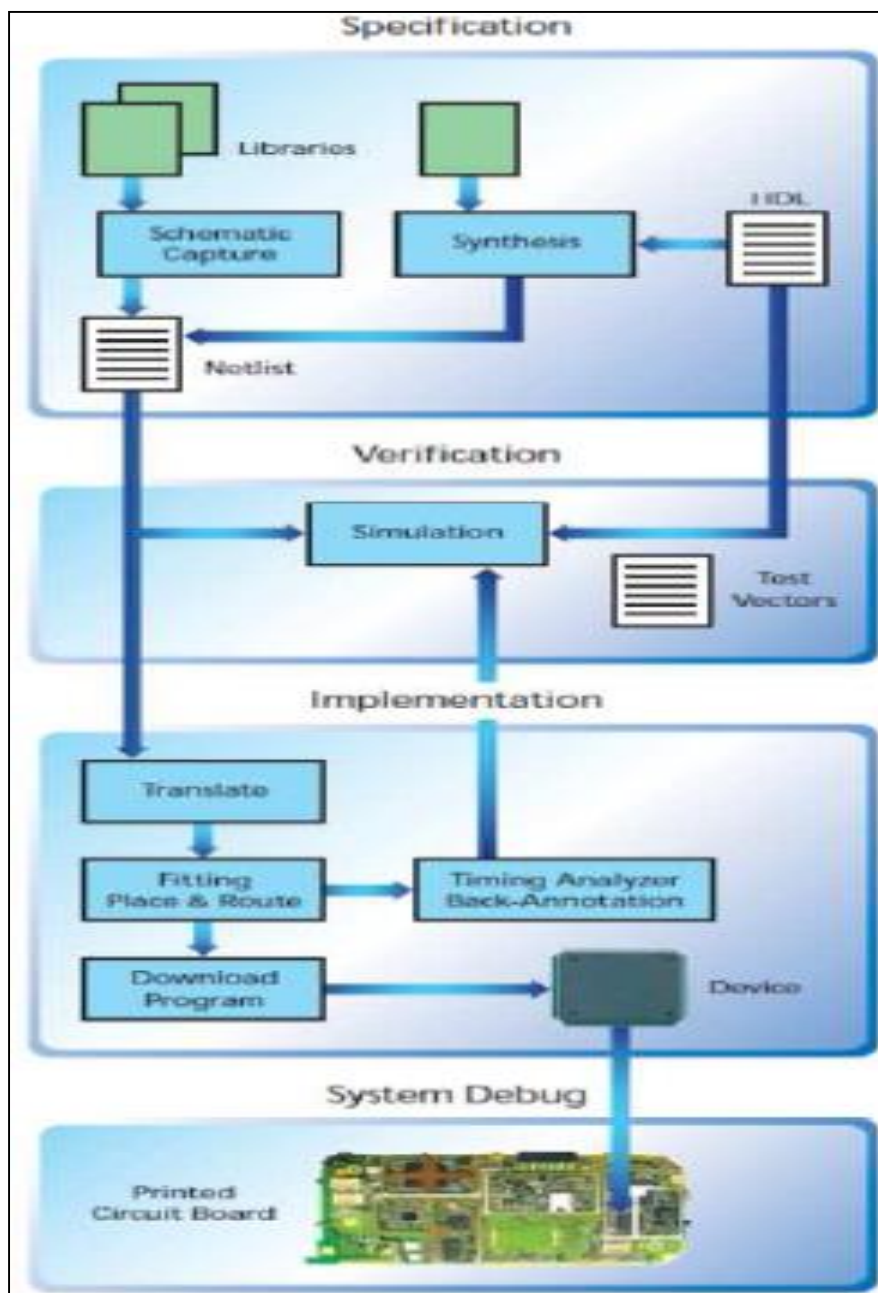 Specification
Libraries
HDL
Schematic
Capture
Synthesis
Netlist
Verification
Simulation
Test
Vectors
Implementation
Translate
Fitting
Place & Route
Timing Analyzer
Back-Annotation
Download
Program
Device
System Debug
Printed
Circuit Board